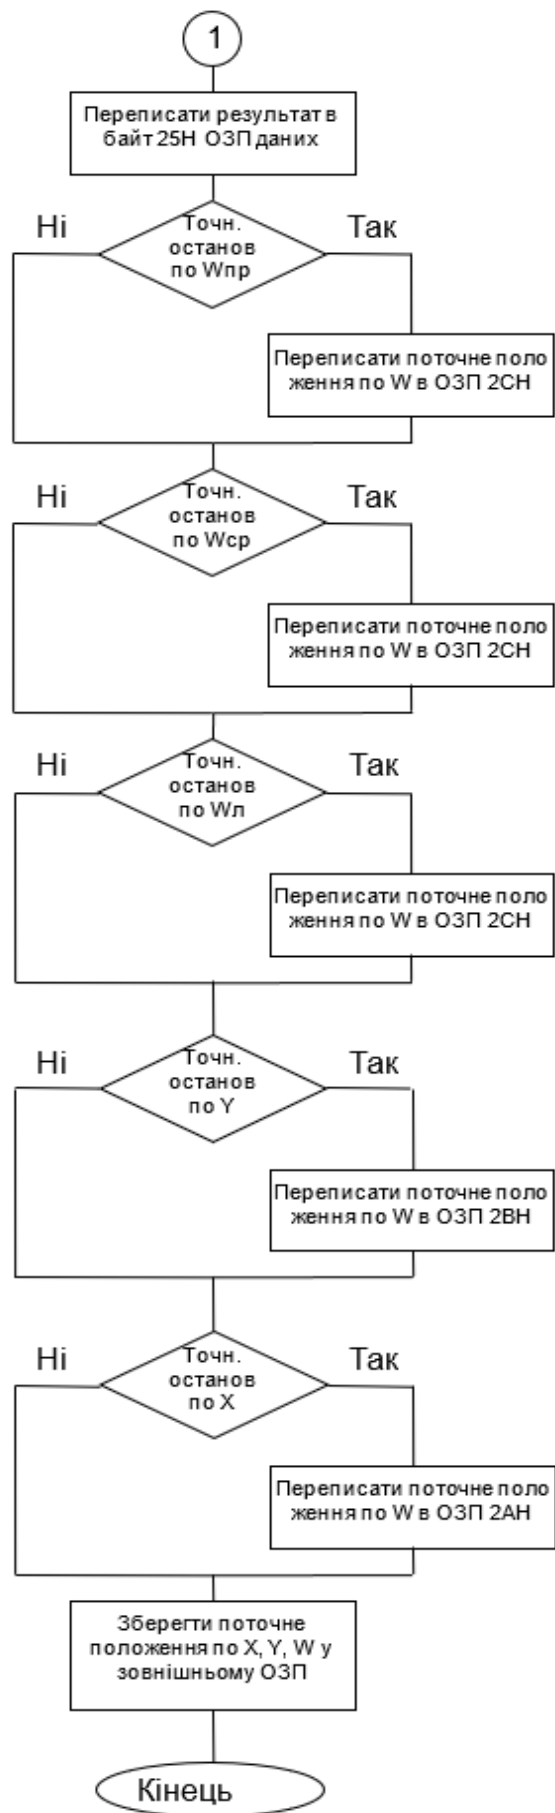 1
Переписати результат в
байт 25Н ОЗП даних
Ні
Точн.
останов
по Wпр
Так
Переписати поточне поло
ження по W в ОЗП 2СН
Ні
Точн.
останов
по Wср
Так
Переписати поточне поло
ження по W в ОЗП 2СН
Ні
Точн.
останов
по Wл
Так
Переписати поточне поло
ження по W в ОЗП 2СН
Ні
Точн.
останов
по Y
Так
Переписати поточне поло
ження по W в ОЗП 2ВН
Ні
Точн.
останов
по X
Так
Переписати поточне поло
ження по W в ОЗП 2АН
Зберегти поточне
положення по X, Y, W у
зовнішньому ОЗП
Кінець